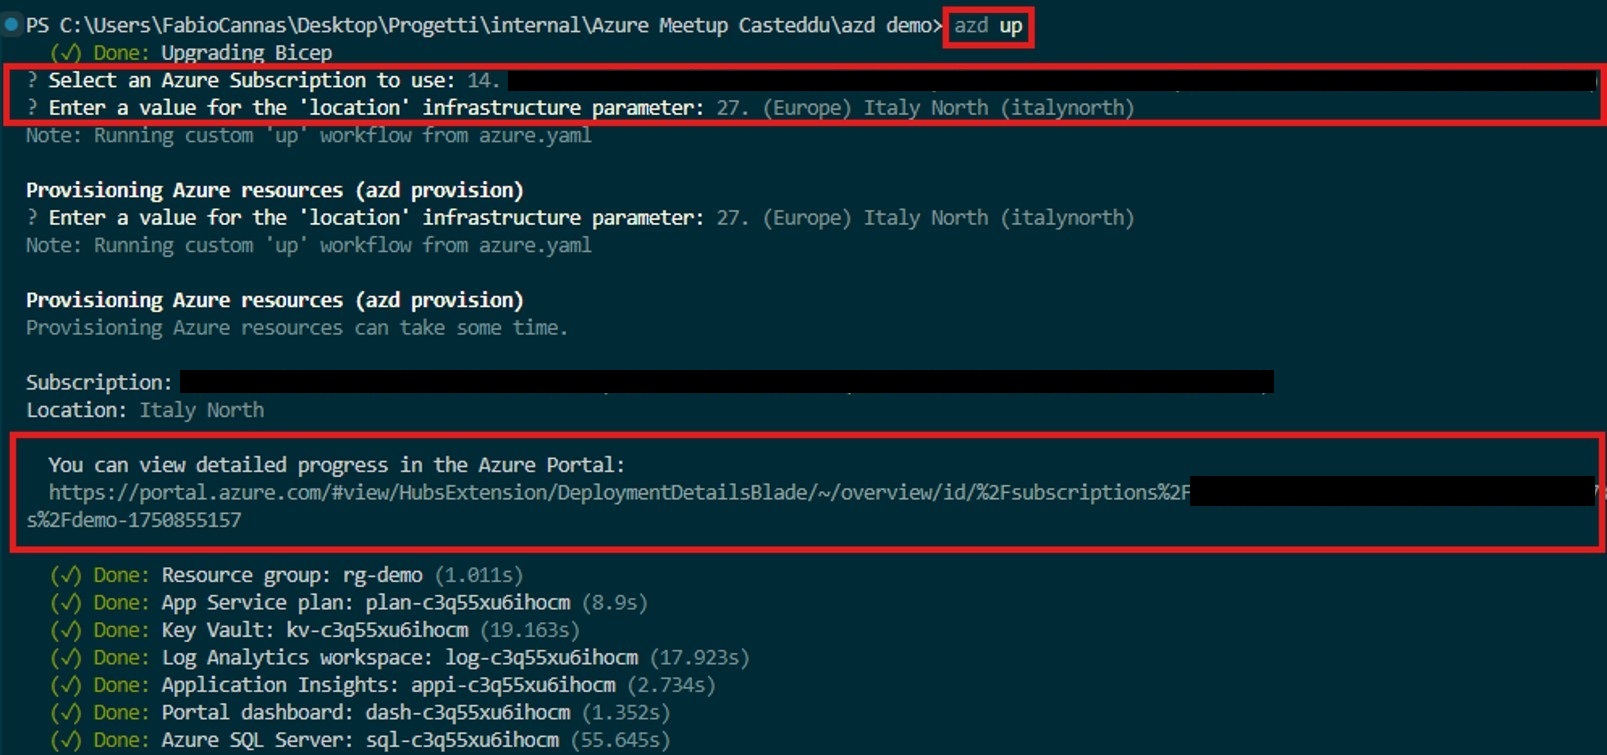 PS C:\Users\FabioCannas\Desktop\Progetti\internal\Azure Meetup Casteddu\azd demo> azd up
(✓) Done: Upgrading Bicep
? Select an Azure Subscription to use: 14.
? Enter a value for the 'location' infrastructure parameter: 27. (Europe) Italy North (italynorth)
Note: Running custom 'up' workflow from azure.yaml
Provisioning Azure resources (azd provision)
? Enter a value for the 'location' infrastructure parameter: 27. (Europe) Italy North (italynorth)
Note: Running custom 'up' workflow from azure.yaml
Provisioning Azure resources (azd provision)
Provisioning Azure resources can take some time.
Subscription:
Location: Italy North
You can view detailed progress in the Azure Portal:
https://portal.azure.com/#view/HubsExtension/DeploymentDetailsBlade/~/overview/id/%2Fsubscriptions%2F
s%2Fdemo-1750855157
(✓) Done: Resource group: rg-demo (1.011s)
(✓) Done: App Service plan: plan-c3q55xu6ihocm (8.9s)
(✓) Done: Key Vault: kv-c3q55xu6ihocm (19.163s)
(✓) Done: Log Analytics workspace: log-c3q55xu6ihocm (17.923s)
(✓) Done: Application Insights: appi-c3q55xu6ihocm (2.734s)
(✓) Done: Portal dashboard: dash-c3q55xu6ihocm (1.352s)
(✓) Done: Azure SQL Server: sql-c3q55xu6ihocm (55.645s)